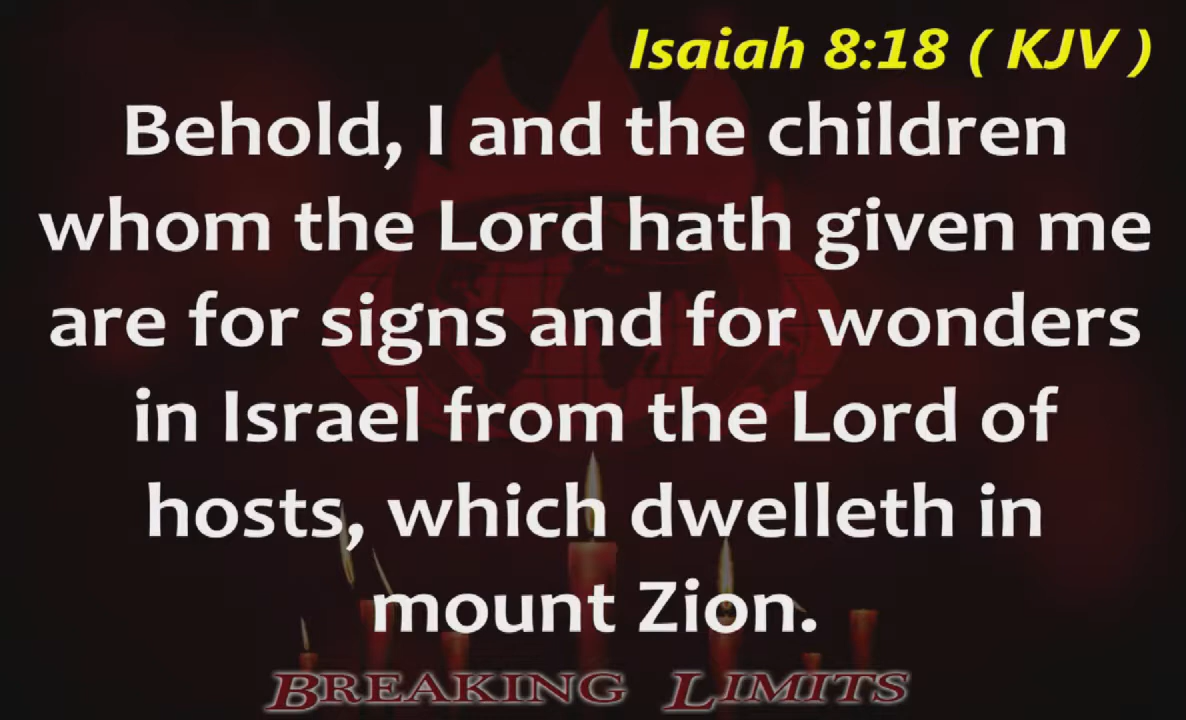 Isaiah 8:18 ( KJV )
Behold, I and the children
whom the Lord hath given me
are for signs and for wonders
in Israel from the Lord of
hosts, which dwelleth in
mount Zion.
BREAKING LIMITS